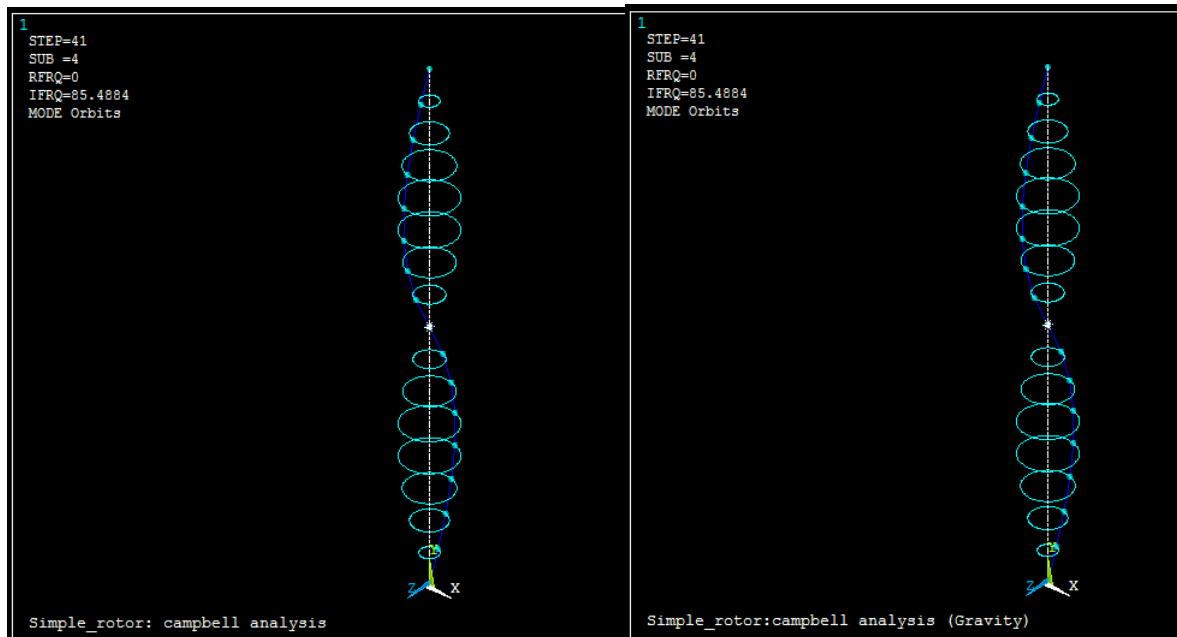 1
STEP=41
SUB =4
RFRQ=0
IFRQ=85.4884
MODE Orbits
Y
Z X
Simple_rotor: campbell analysis
1
STEP=41
SUB =4
RFRQ=0
IFRQ=85.4884
MODE Orbits
Y
Z X
Simple_rotor:campbell analysis (Gravity)